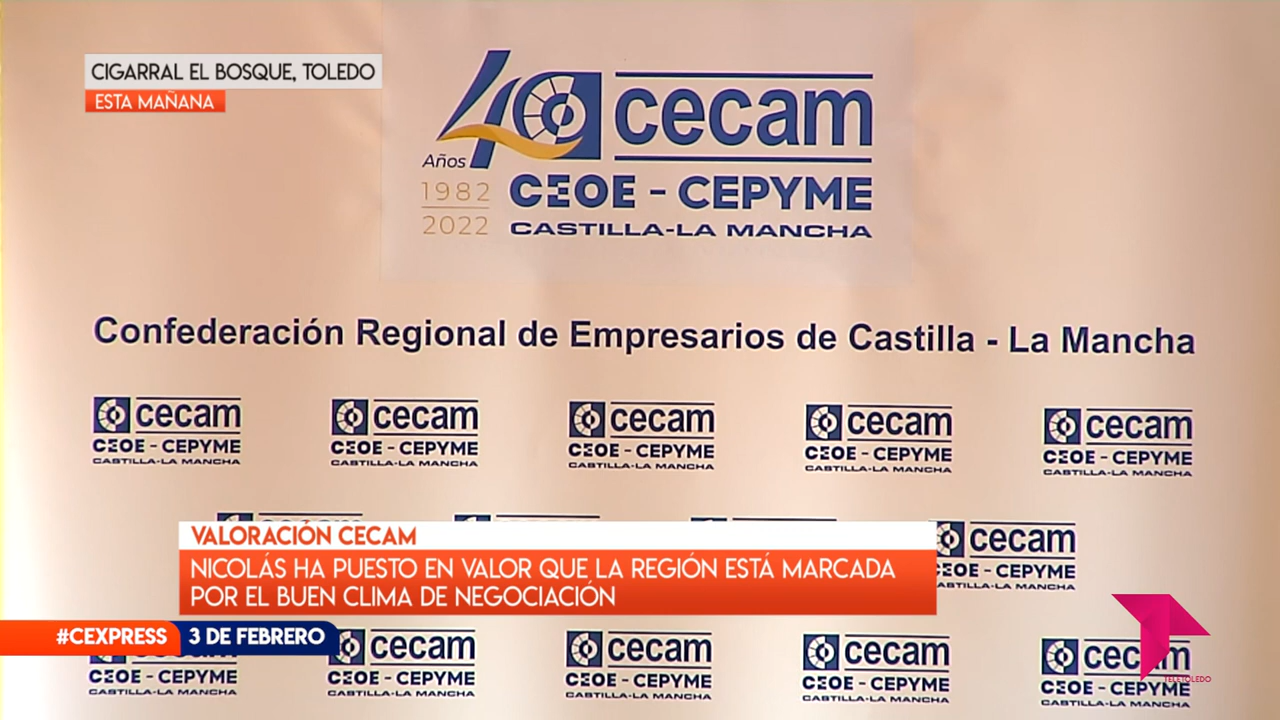 CIGARRAL EL BOSQUE, TOLEDO
ESTA MAÑANA
40 cecam
Años
1982
2022
CEOE - CEPYME
CASTILLA-LA MANCHA
Confederación Regional de Empresarios de Castilla - La Mancha
cecam cecam cecam cecam cecam
CEOE - CEPYME CEOE - CEPYME CEOE - CEPYME CEOE - CEPYME CEOE - CEPYME
CASTILLA-LA MANCHA CASTILLA-LA MANCHA CASTILLA-LA MANCHA CASTILLA-LA MANCHA CASTILLA-LA MANCHA
VALORACIÓN CECAM
NICOLÁS HA PUESTO EN VALOR QUE LA REGIÓN ESTÁ MARCADA
POR EL BUEN CLIMA DE NEGOCIACIÓN
cecam
CEOE - CEPYME
CASTILLA-LA MANCHA
#CEXPRESS 3 DE FEBRERO
cecam cecam cecam cecam
CEOE - CEPYME CEOE - CEPYME CEOE - CEPYME CEOE - CEPYME CEOE - CEPYME
CASTILLA-LA MANCHA CASTILLA-LA MANCHA CASTILLA-LA MANCHA CASTILLA-LA MANCHA CASTILLA-LA MANCHA
TELETOLEDO